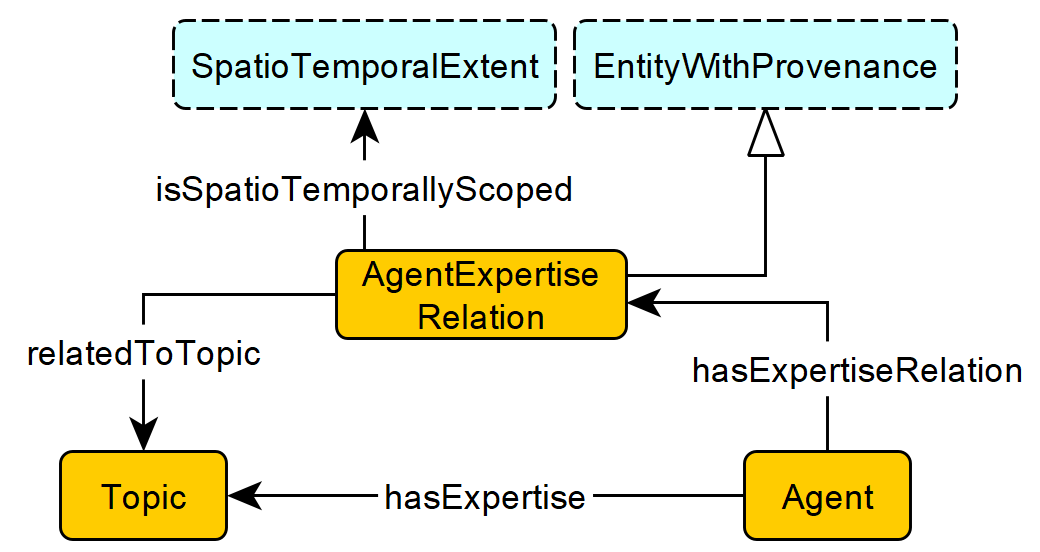 SpatioTemporalExtent
EntityWithProvenance
isSpatioTemporallyScoped
AgentExpertise
Relation
relatedToTopic
hasExpertiseRelation
Topic
hasExpertise
Agent